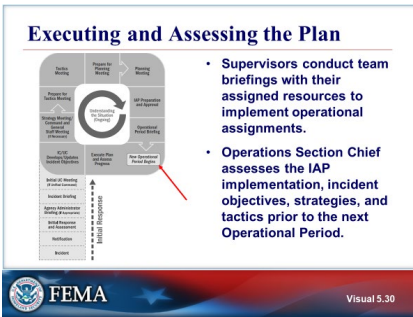 Executing and Assessing the Plan
Tactics
Meeting
Prepare for
Planning
Meeting
Planning
Meeting
Prepare for
Tactics Meeting
IAP Preparation
and Approval
Understanding
the Situation
(Ongoing)
Strategy Meeting/
Command and
General
Staff Meeting
(If Necessary)
Operational
Period Briefing
IC/UC
Develops/Updates
Incident Objectives
Execute Plan
and Assess
Progress
New Operational
Period Begins
Initial UC Meeting
(If Unified Command)
Incident Briefing
Agency Administrator
Briefing (If Appropriate)
Initial Response
and Assessment
Notification
Incident
Initial Response
• Supervisors conduct team
briefings with their
assigned resources to
implement operational
assignments.
• Operations Section Chief
assesses the IAP
implementation, incident
objectives, strategies, and
tactics prior to the next
Operational Period.
FEMA
Visual 5.30